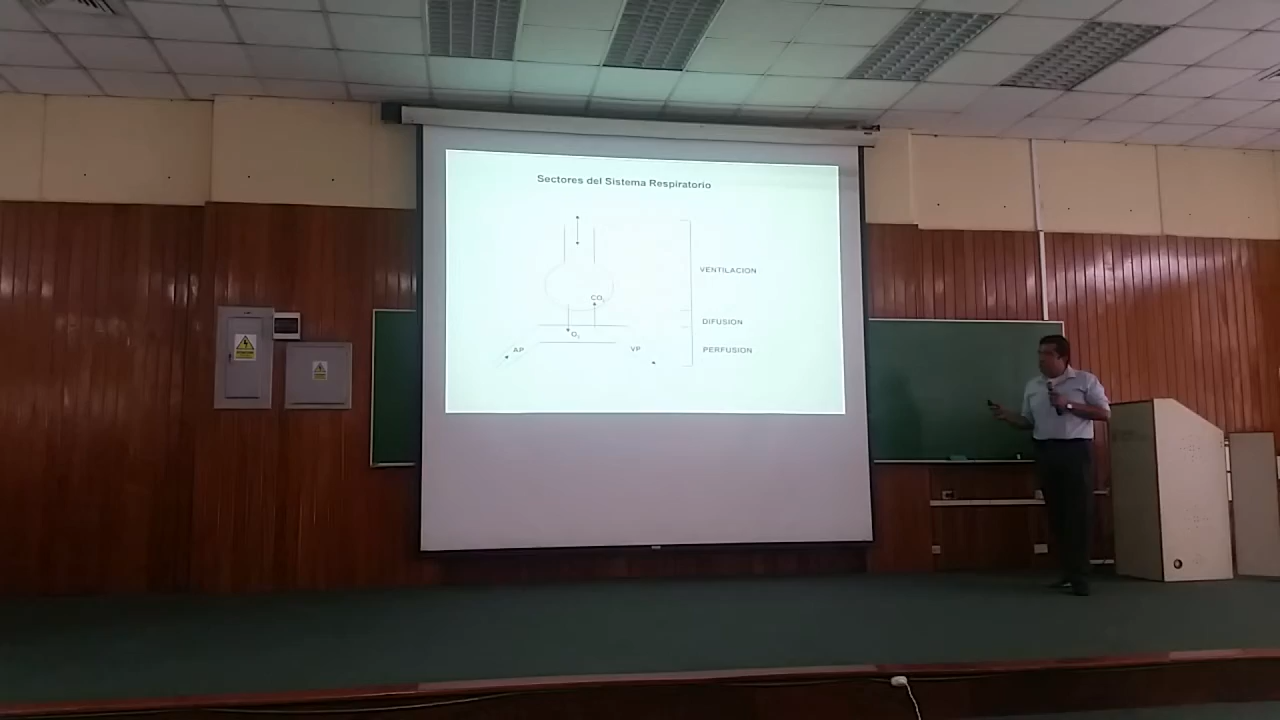 Sectores del Sistema Respiratorio
VENTILACION
CO2
DIFUSION
O2
AP
VP
PERFUSION